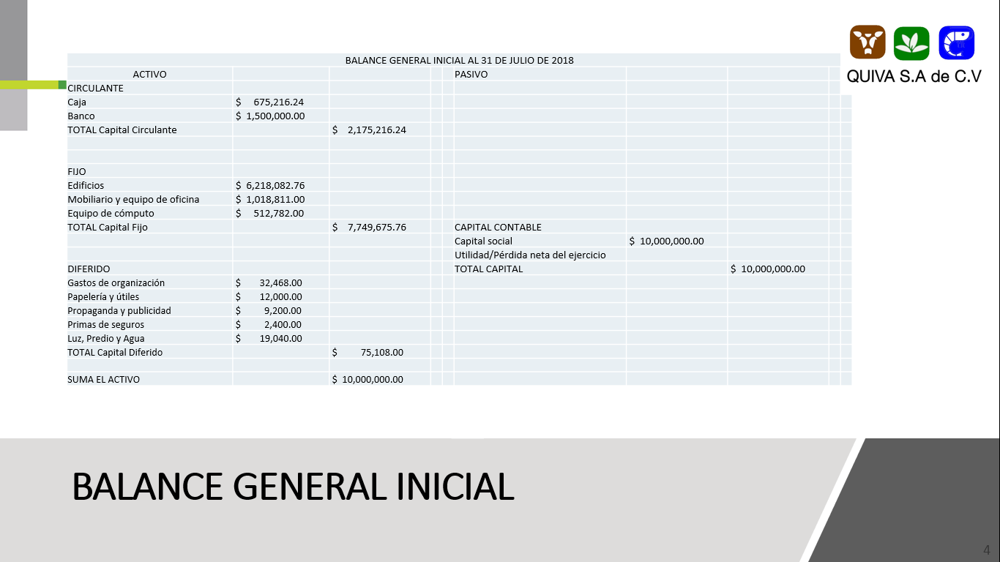 BALANCE GENERAL INICIAL AL 31 DE JULIO DE 2018
QUIVA S.A de C.V
ACTIVO PASIVO
CIRCULANTE
Caja $ 675,216.24
Banco $ 1,500,000.00
TOTAL Capital Circulante $ 2,175,216.24
FIJO
Edificios $ 6,218,082.76
Mobiliario y equipo de oficina $ 1,018,811.00
Equipo de cómputo $ 512,782.00
TOTAL Capital Fijo $ 7,749,675.76 CAPITAL CONTABLE
Capital social $ 10,000,000.00
Utilidad/Pérdida neta del ejercicio
DIFERIDO TOTAL CAPITAL $ 10,000,000.00
Gastos de organización $ 32,468.00
Papelería y útiles $ 12,000.00
Propaganda y publicidad $ 9,200.00
Primas de seguros $ 2,400.00
Luz, Predio y Agua $ 19,040.00
TOTAL Capital Diferido $ 75,108.00
SUMA EL ACTIVO $ 10,000,000.00
BALANCE GENERAL INICIAL
4